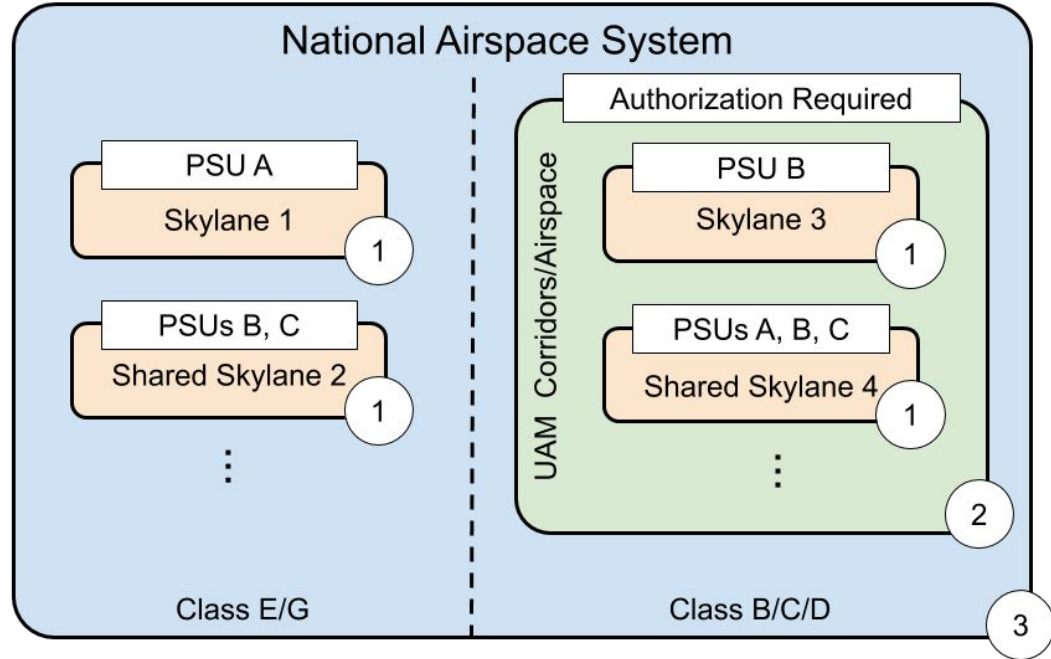 National Airspace System
Authorization Required
PSU A
Skylane 1
1
PSUs B, C
Shared Skylane 2
1
⋮
UAM Corridors/Airspace
PSU B
Skylane 3
1
PSUs A, B, C
Shared Skylane 4
1
⋮
2
Class E/G
Class B/C/D
3